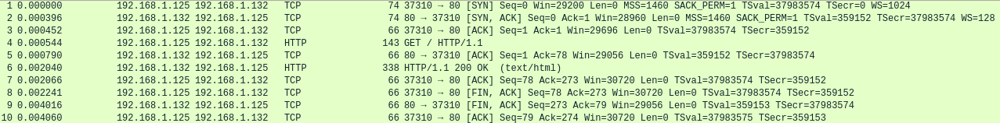 1 0.000000 192.168.1.125 192.168.1.132 TCP 74 37310 → 80 [SYN] Seq=0 Win=29200 Len=0 MSS=1460 SACK_PERM=1 TSval=37983574 TSecr=0 WS=1024
2 0.000396 192.168.1.132 192.168.1.125 TCP 74 80 → 37310 [SYN, ACK] Seq=0 Ack=1 Win=28960 Len=0 MSS=1460 SACK_PERM=1 TSval=359152 TSecr=37983574 WS=128
3 0.000452 192.168.1.125 192.168.1.132 TCP 66 37310 → 80 [ACK] Seq=1 Ack=1 Win=29696 Len=0 TSval=37983574 TSecr=359152
4 0.000544 192.168.1.125 192.168.1.132 HTTP 143 GET / HTTP/1.1
5 0.000790 192.168.1.132 192.168.1.125 TCP 66 80 → 37310 [ACK] Seq=1 Ack=78 Win=29056 Len=0 TSval=359152 TSecr=37983574
6 0.002040 192.168.1.132 192.168.1.125 HTTP 338 HTTP/1.1 200 OK (text/html)
7 0.002066 192.168.1.125 192.168.1.132 TCP 66 37310 → 80 [ACK] Seq=78 Ack=273 Win=30720 Len=0 TSval=37983574 TSecr=359152
8 0.002241 192.168.1.125 192.168.1.132 TCP 66 37310 → 80 [FIN, ACK] Seq=78 Ack=273 Win=30720 Len=0 TSval=37983574 TSecr=359152
9 0.004016 192.168.1.132 192.168.1.125 TCP 66 80 → 37310 [FIN, ACK] Seq=273 Ack=79 Win=29056 Len=0 TSval=359153 TSecr=37983574
10 0.004060 192.168.1.125 192.168.1.132 TCP 66 37310 → 80 [ACK] Seq=79 Ack=274 Win=30720 Len=0 TSval=37983575 TSecr=359153